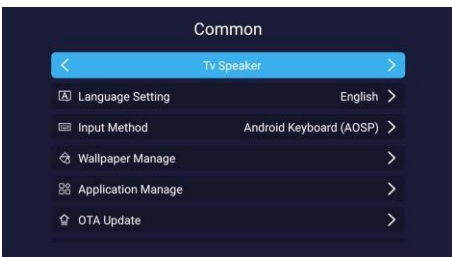 Common
Tv Speaker
Language Setting English
Input Method Android Keyboard (AOSP)
Wallpaper Manage
Application Manage
OTA Update